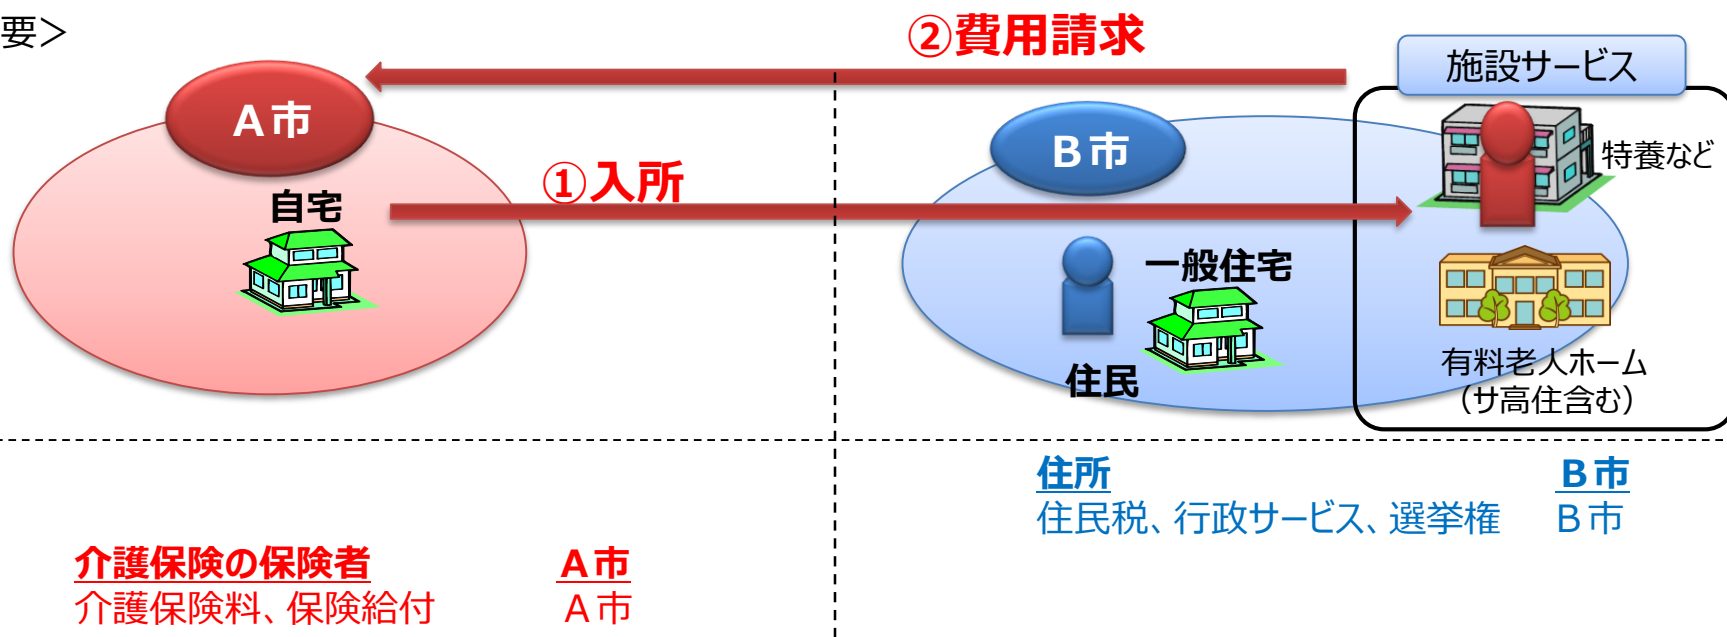 要＞
②費用請求
施設サービス
A市
B市
特養など
①入所
自宅
一般住宅
住民
有料老人ホーム
（サ高住含む）
住所 B市
住民税、行政サービス、選挙権 B市
介護保険の保険者 A市
介護保険料、保険給付 A市